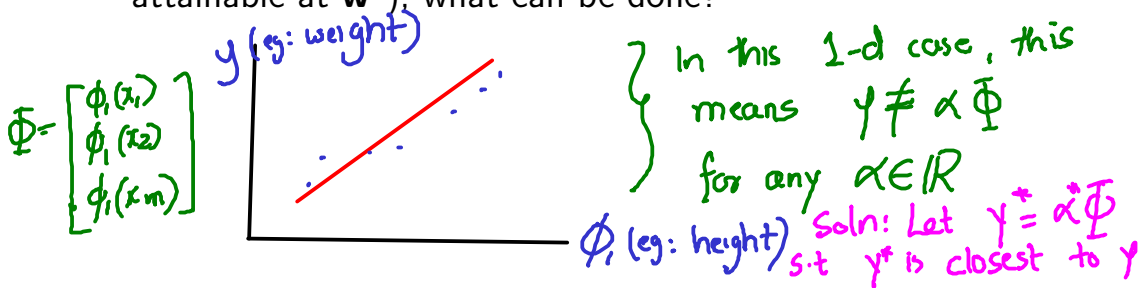 attainable at w*), what can be done?
y (eg: weight)
Φ = [ϕ₁(x₁)
ϕ₁(x₂)
ϕ₁(xm)]
} In this 1-d case, this
means y ≠ α Φ
for any α∈ℝ
ϕ₁ (eg: height)
Soln: Let y* = α*Φ
s.t y* is closest to y